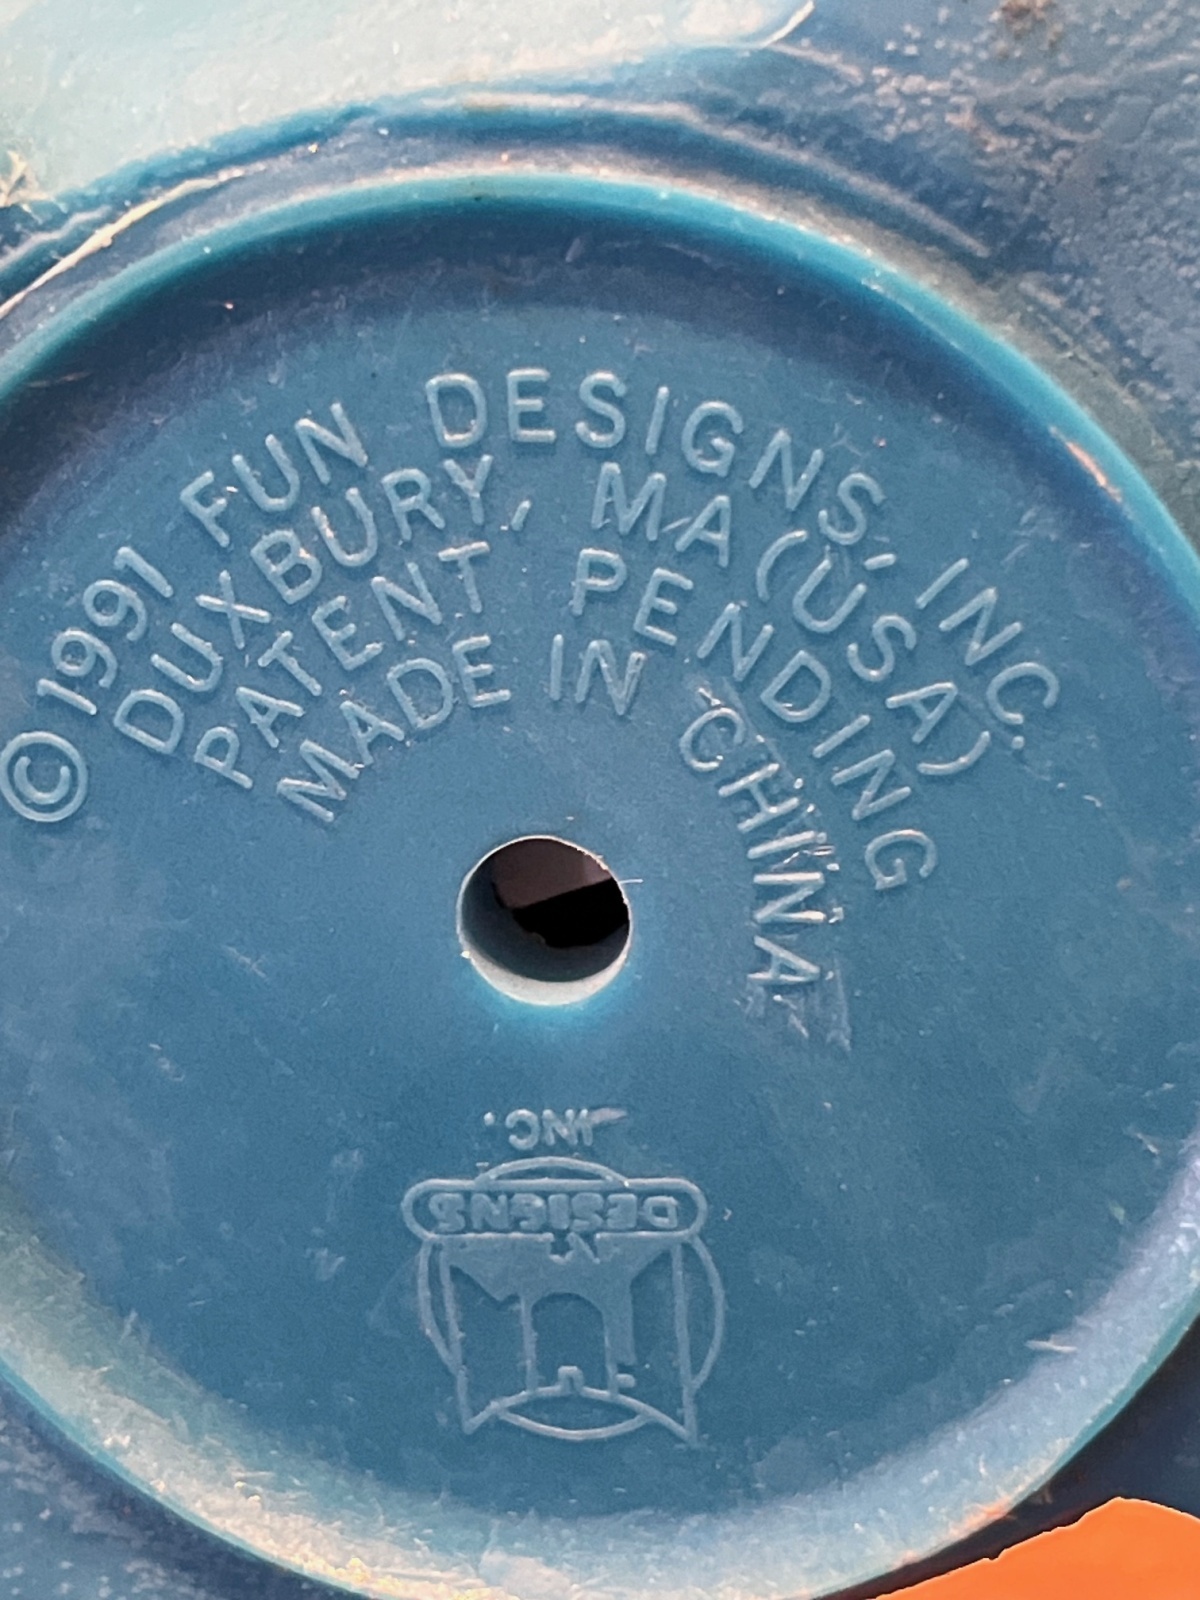 © 1991 FUN DESIGNS, INC.
DUXBURY, MA (USA)
PATENT PENDING
MADE IN CHINA
INC.
DESIGNS